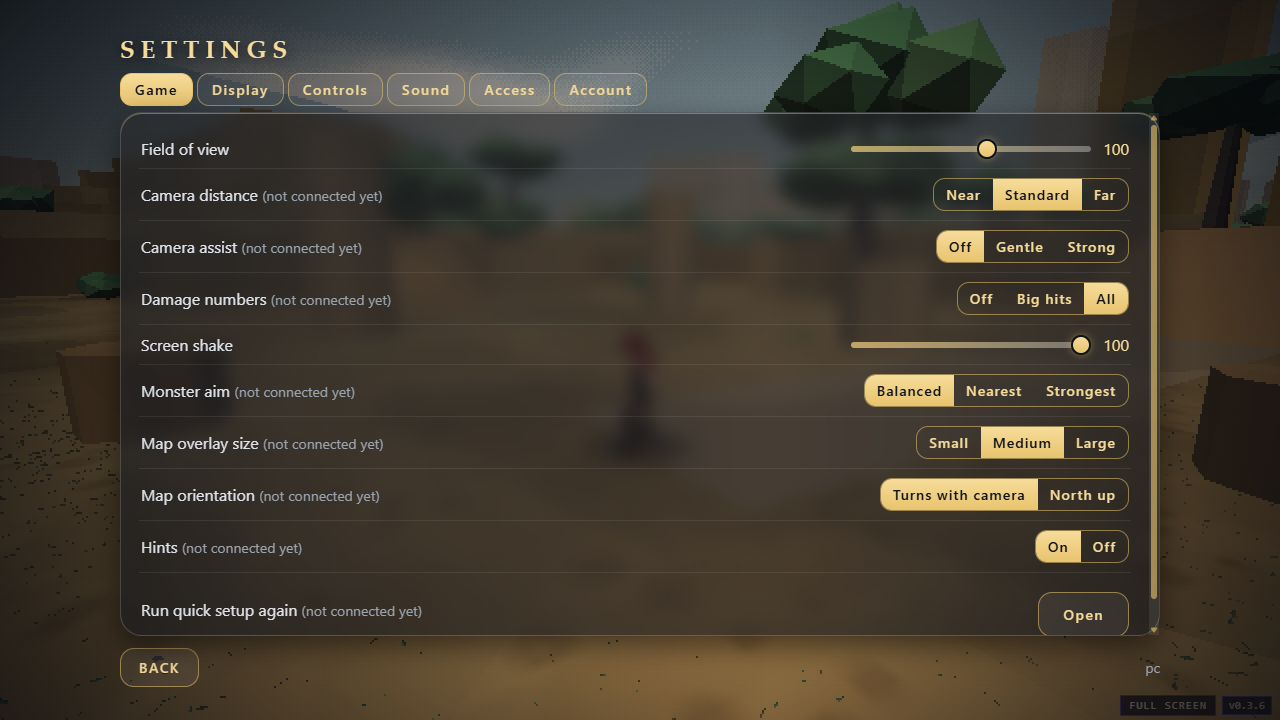 SETTINGS
Game Display Controls Sound Access Account
Field of view 100
Camera distance (not connected yet) Near Standard Far
Camera assist (not connected yet) Off Gentle Strong
Damage numbers (not connected yet) Off Big hits All
Screen shake 100
Monster aim (not connected yet) Balanced Nearest Strongest
Map overlay size (not connected yet) Small Medium Large
Map orientation (not connected yet) Turns with camera North up
Hints (not connected yet) On Off
Run quick setup again (not connected yet) Open
BACK pc
FULL SCREEN v0.3.6